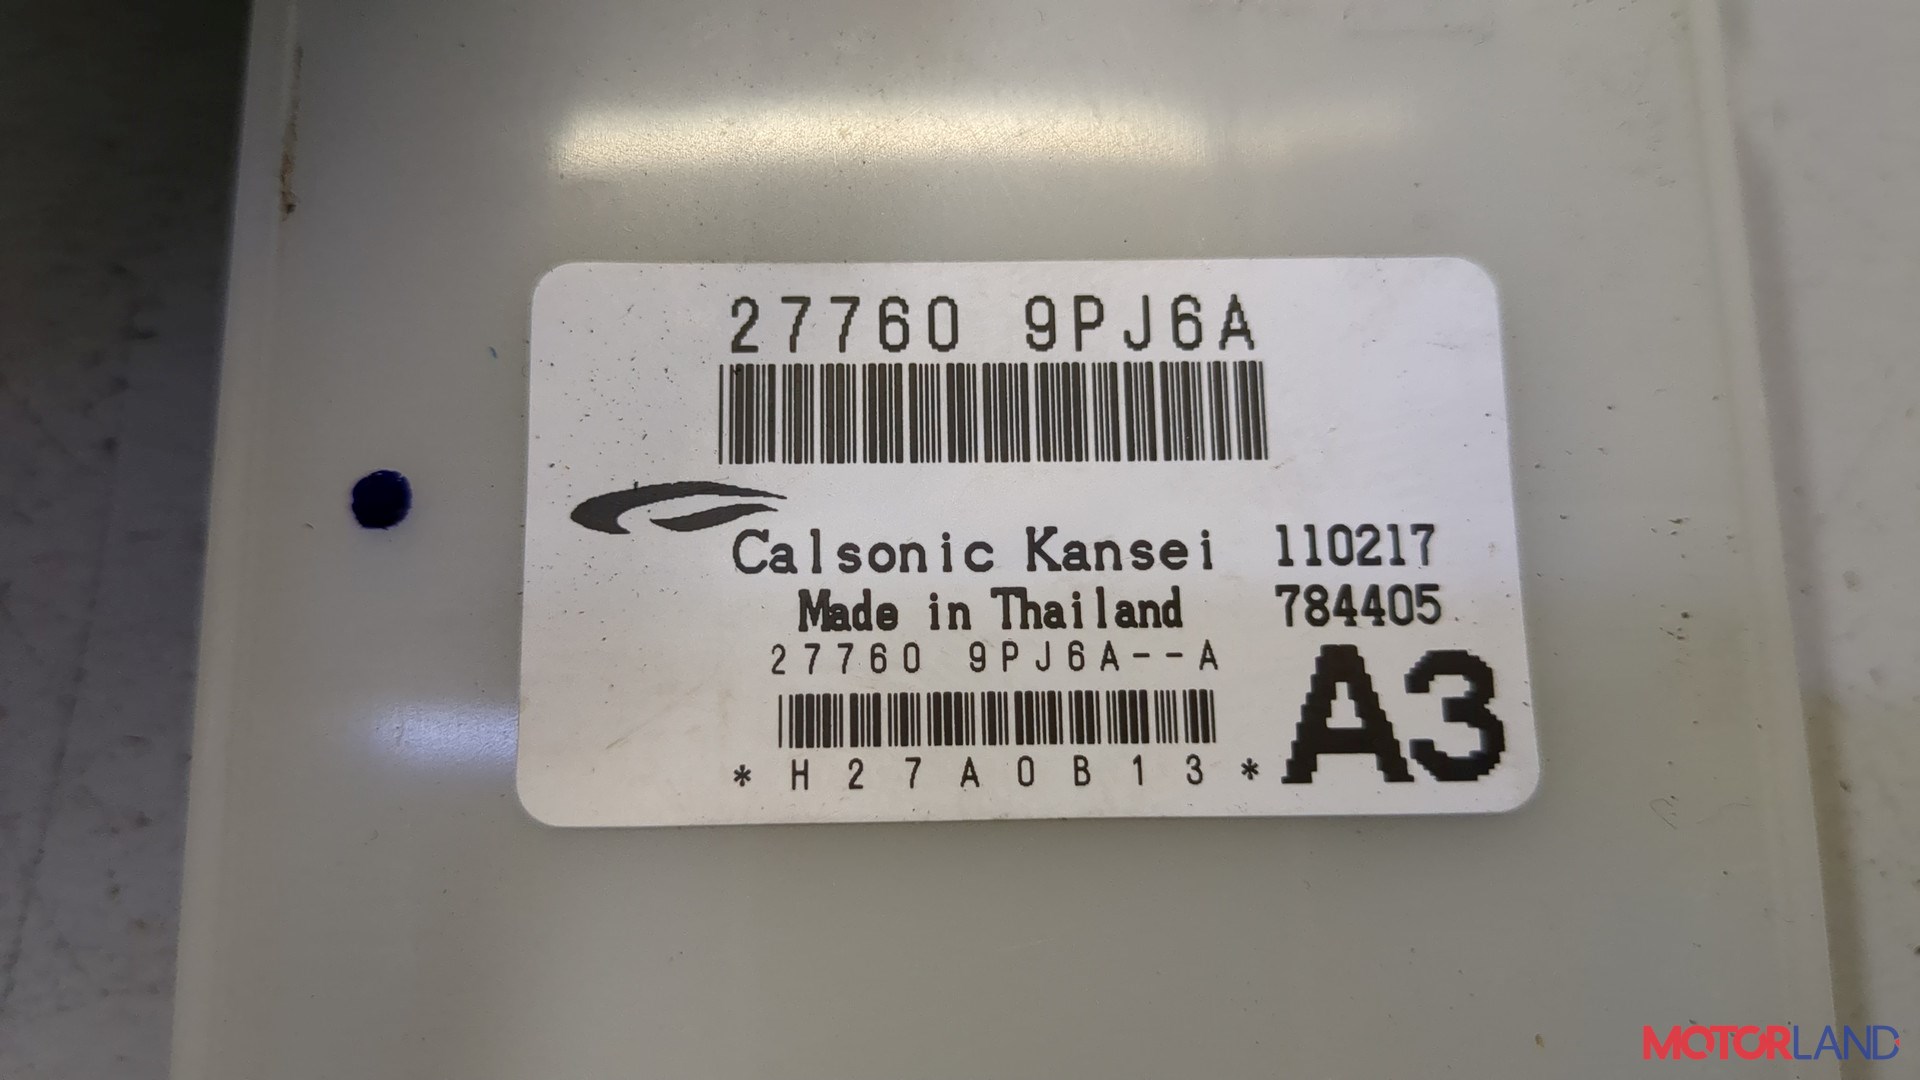 27760 9PJ6A
Calsonic Kansei 110217
Made in Thailand 784405
27760 9PJ6A--A
A3
*H27A0B13*
MOTORLAND